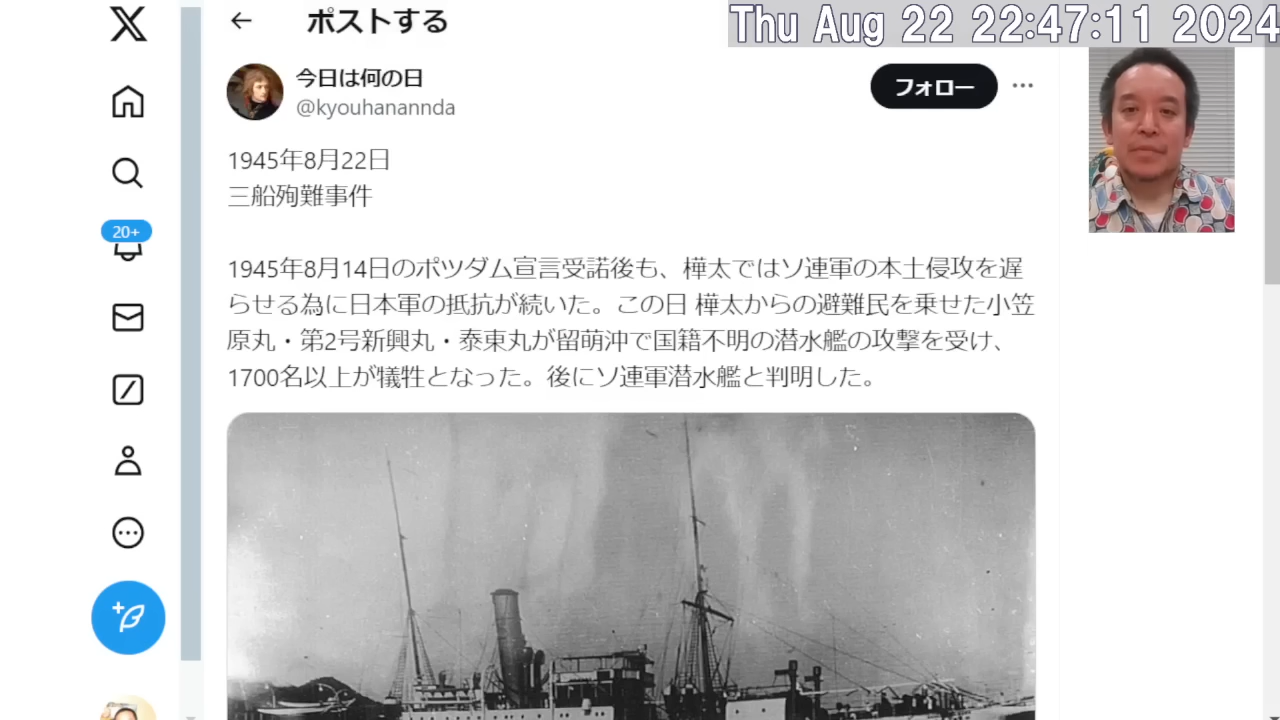 ポストする
Thu Aug 22 22:47:11 2024
今日は何の日
@kyouhanannda
フォロー
20+
1945年8月22日
三船殉難事件
1945年8月14日のポツダム宣言受諾後も、樺太ではソ連軍の本土侵攻を遅
らせる為に日本軍の抵抗が続いた。この日 樺太からの避難民を乗せた小笠
原丸・第2号新興丸・泰東丸が留萌沖で国籍不明の潜水艦の攻撃を受け、
1700名以上が犠牲となった。後にソ連軍潜水艦と判明した。